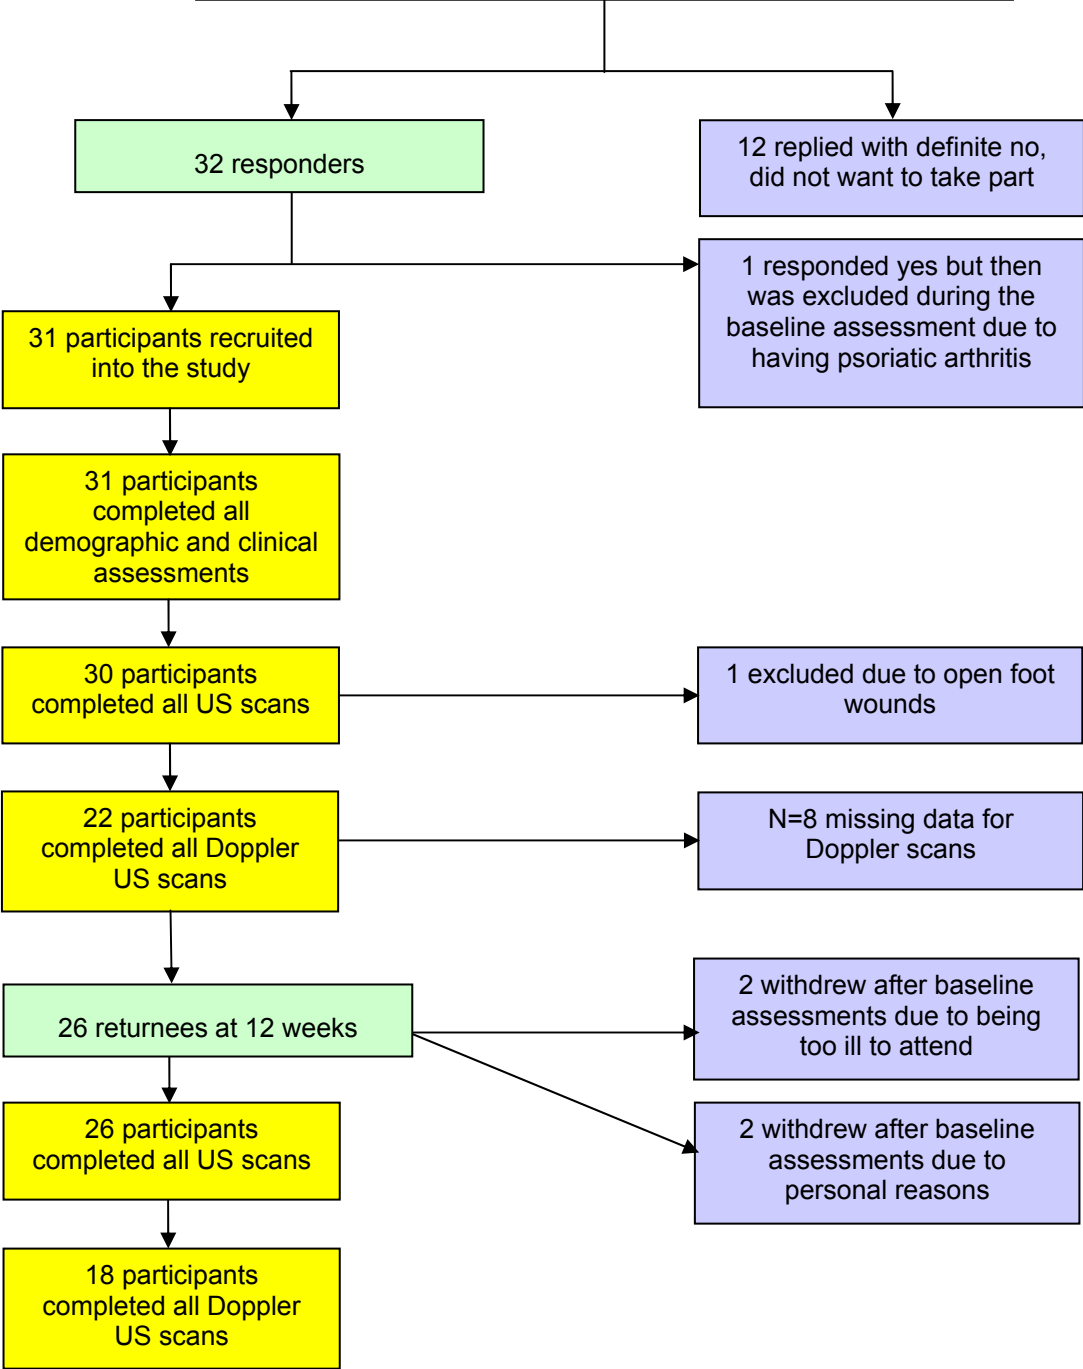 32 responders
12 replied with definite no,
did not want to take part
1 responded yes but then
was excluded during the
baseline assessment due to
having psoriatic arthritis
31 participants recruited
into the study
31 participants
completed all
demographic and clinical
assessments
30 participants
completed all US scans
1 excluded due to open foot
wounds
22 participants
completed all Doppler
US scans
N=8 missing data for
Doppler scans
26 returnees at 12 weeks
2 withdrew after baseline
assessments due to being
too ill to attend
26 participants
completed all US scans
2 withdrew after baseline
assessments due to
personal reasons
18 participants
completed all Doppler
US scans